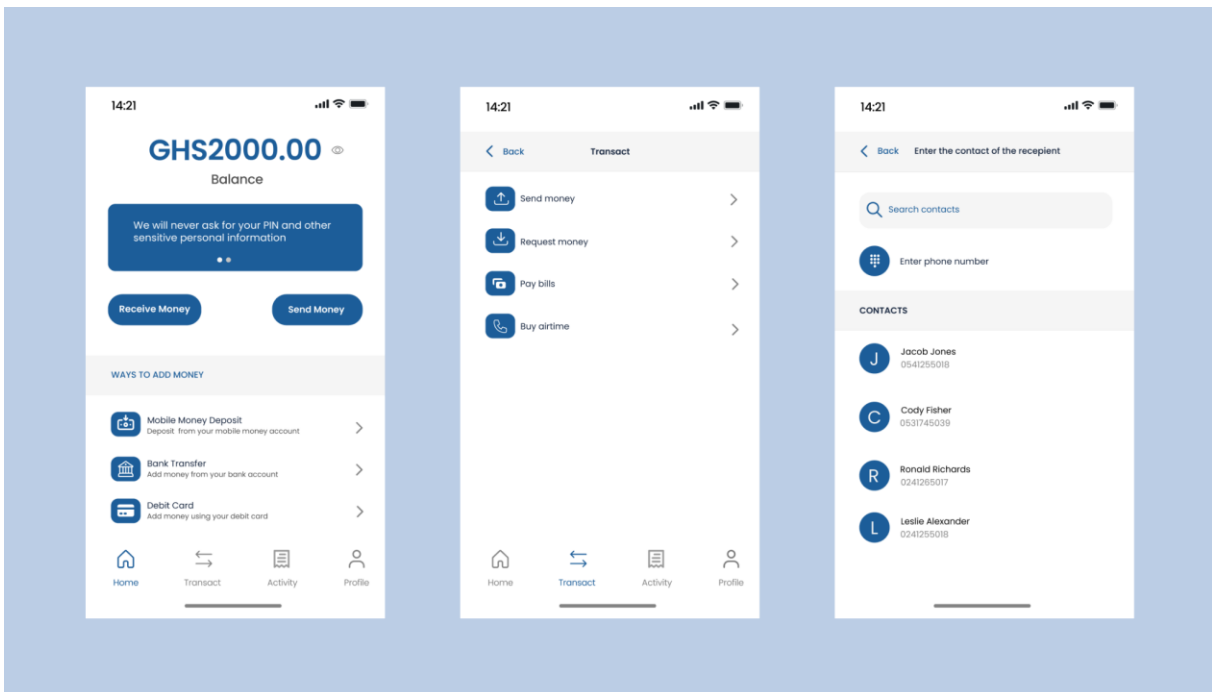 14:21
GHS2000.00
Balance
We will never ask for your PIN and other
sensitive personal information
Receive Money
Send Money
WAYS TO ADD MONEY
Mobile Money Deposit
Deposit from your mobile money account
Bank Transfer
Add money from your bank account
Debit Card
Add money using your debit card
Home
Transact
Activity
Profile
14:21
Back
Transact
Send money
Request money
Pay bills
Buy airtime
Home
Transact
Activity
Profile
14:21
Back
Enter the contact of the recepient
Search contacts
Enter phone number
CONTACTS
J
Jacob Jones
0541255018
C
Cody Fisher
0531745039
R
Ronald Richards
0241265017
L
Leslie Alexander
0241255018